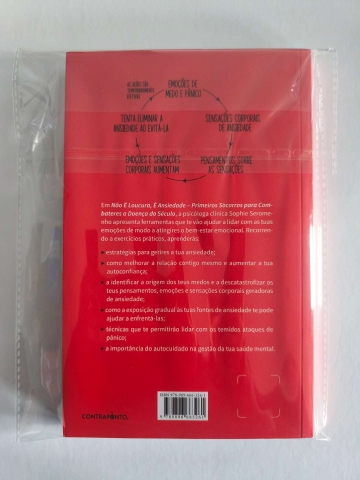 EMOÇÕES DE
MEDO E PÂNICO
SENSAÇÕES CORPORAIS
DE ANSIEDADE
PENSAMENTOS SOBRE
AS SENSAÇÕES
EMOÇÕES E SENSAÇÕES
CORPORAIS AUMENTAM
TENTA ELIMINAR A
ANSIEDADE AO EVITÁ-LA
Em Não É Loucura, É Ansiedade – Primeiros Socorros para Com-
bateres a Doença do Século, a psicóloga clínica Sophie Serome-
nho apresenta ferramentas que te vão ajudar a lidar com as tuas
emoções de modo a atingires o bem-estar emocional. Recorren-
do a exercícios práticos, aprenderás:
estratégias para gerires a tua ansiedade;
como melhorar a relação contigo mesmo e aumentar a tua
autoconfiança;
a identificar a origem dos teus medos e a descatastrofizar os
teus pensamentos, emoções e sensações corporais geradoras
de ansiedade;
como a exposição gradual às tuas fontes de ansiedade te pode
ajudar a enfrentá-las;
técnicas que te permitirão lidar com os temidos ataques de
pânico;
a importância do autocuidado na gestão da tua saúde mental.
CONTRAPONTO